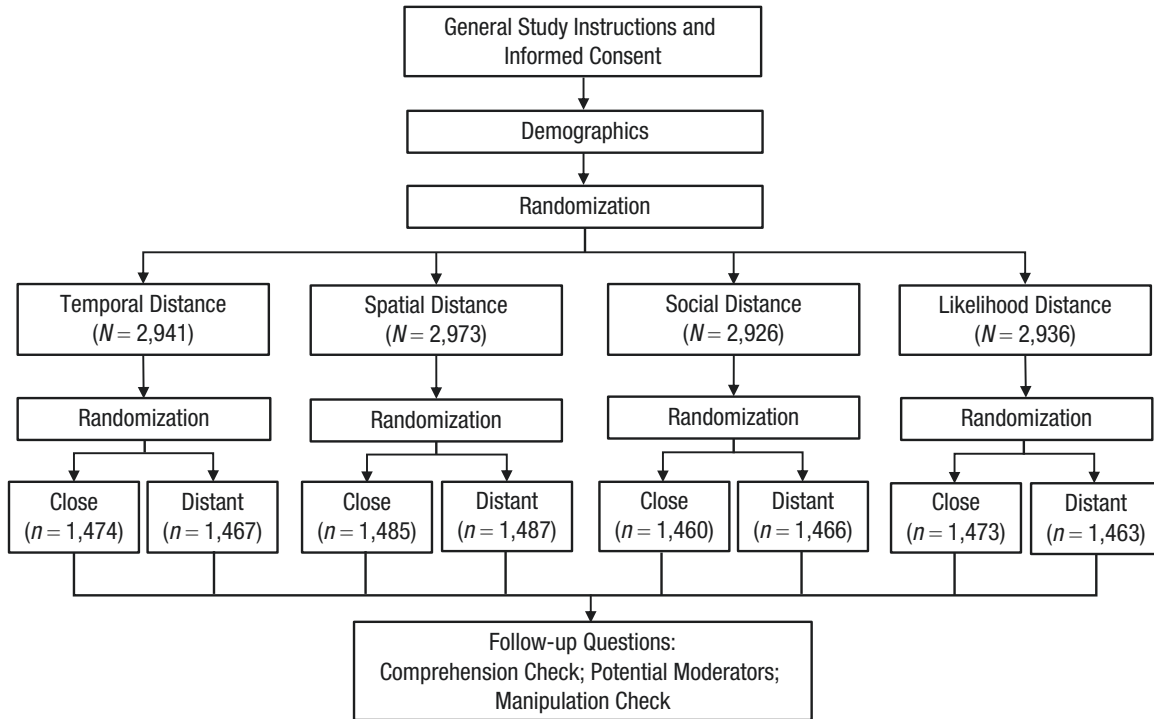 General Study Instructions and
Informed Consent
Demographics
Randomization
Temporal Distance
(N = 2,941)
Spatial Distance
(N = 2,973)
Social Distance
(N = 2,926)
Likelihood Distance
(N = 2,936)
Randomization
Randomization
Randomization
Randomization
Close
(n = 1,474)
Distant
(n = 1,467)
Close
(n = 1,485)
Distant
(n = 1,487)
Close
(n = 1,460)
Distant
(n = 1,466)
Close
(n = 1,473)
Distant
(n = 1,463)
Follow-up Questions:
Comprehension Check; Potential Moderators;
Manipulation Check